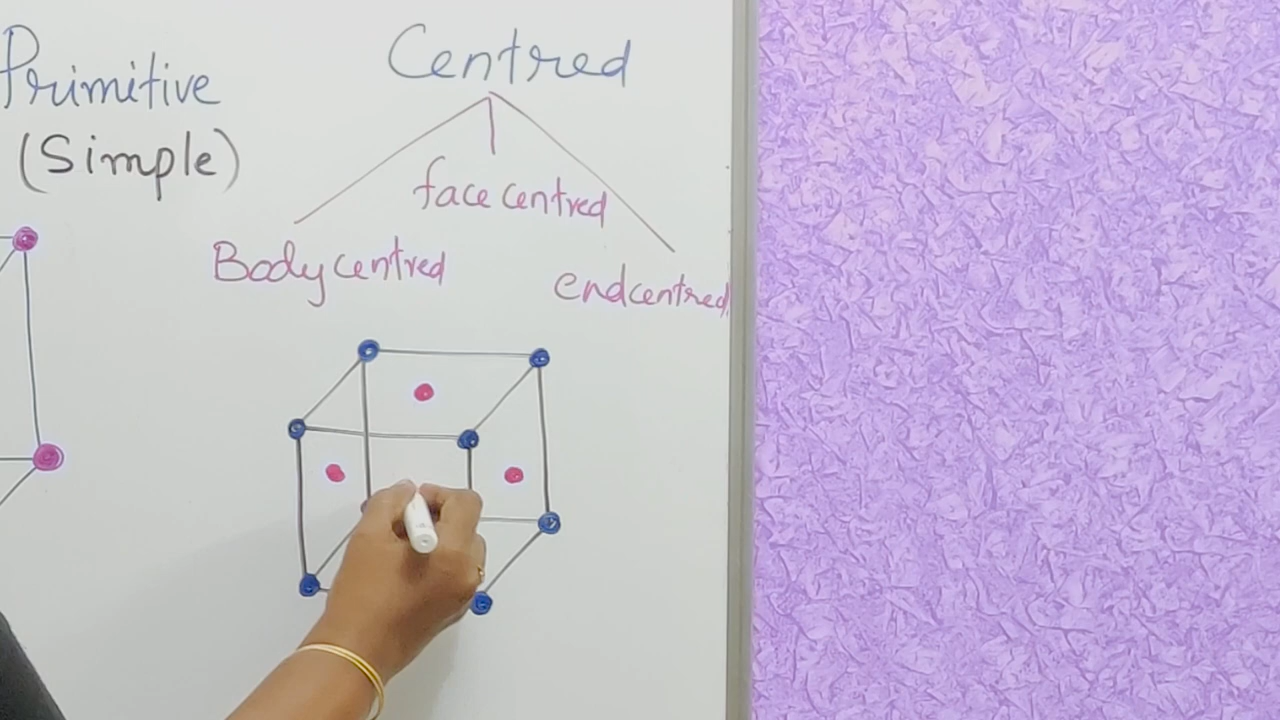 Primitive
(Simple)
Centred
face centred
Body centred
endcentred